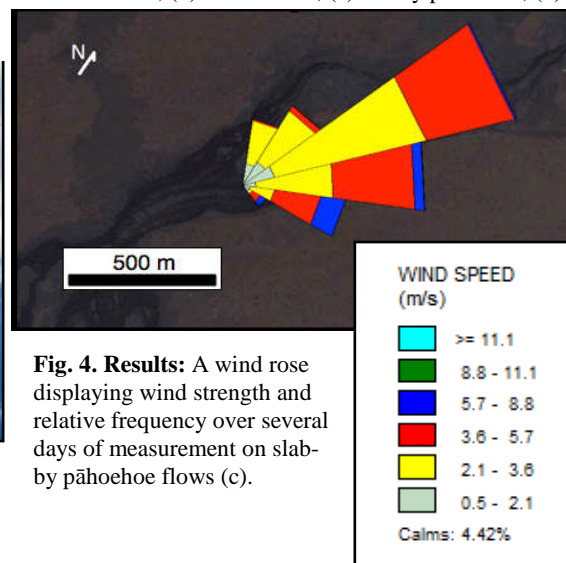 N
500 m
WIND SPEED
(m/s)
>= 11.1
8.8 - 11.1
5.7 - 8.8
3.6 - 5.7
2.1 - 3.6
0.5 - 2.1
Calms: 4.42%
Fig. 4. Results: A wind rose
displaying wind strength and
relative frequency over several
days of measurement on slab-
by pāhoehoe flows (c).